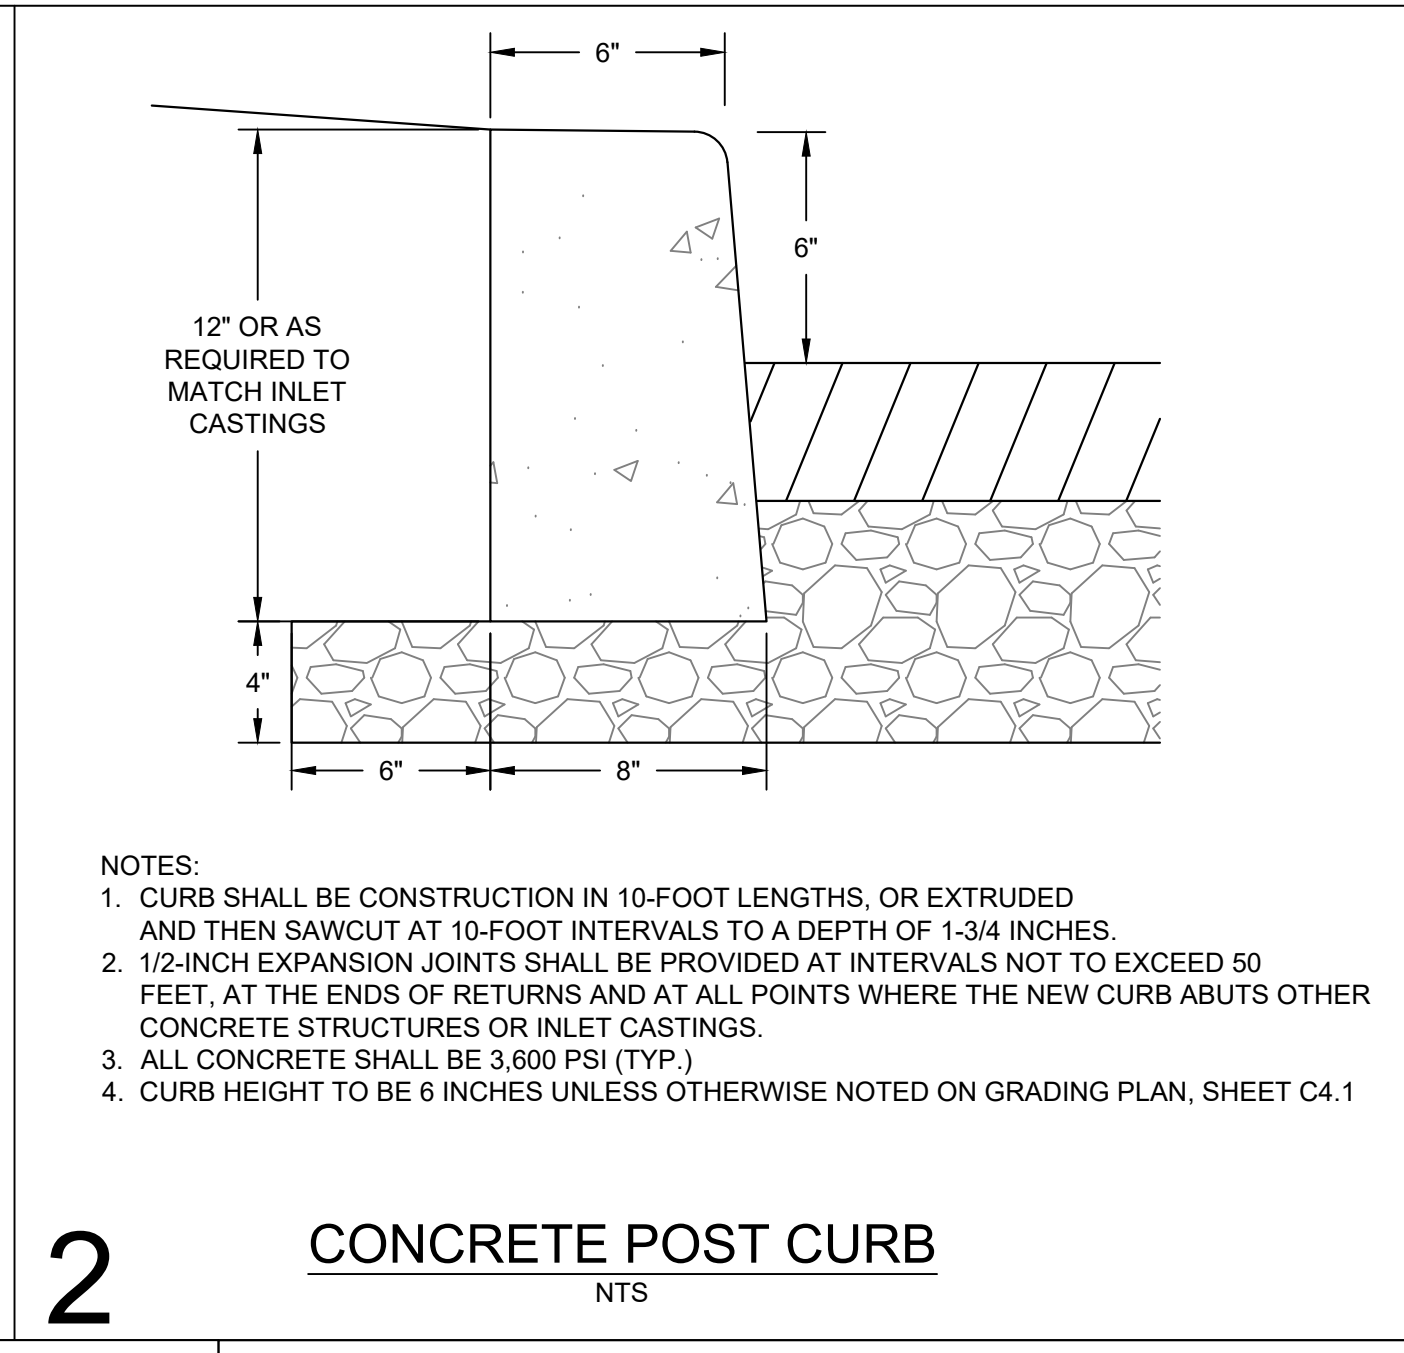 6"
6"
12" OR AS
REQUIRED TO
MATCH INLET
CASTINGS
4"
6"
8"
NOTES:
1. CURB SHALL BE CONSTRUCTION IN 10-FOOT LENGTHS, OR EXTRUDED
AND THEN SAWCUT AT 10-FOOT INTERVALS TO A DEPTH OF 1-3/4 INCHES.
2. 1/2-INCH EXPANSION JOINTS SHALL BE PROVIDED AT INTERVALS NOT TO EXCEED 50
FEET, AT THE ENDS OF RETURNS AND AT ALL POINTS WHERE THE NEW CURB ABUTS OTHER
CONCRETE STRUCTURES OR INLET CASTINGS.
3. ALL CONCRETE SHALL BE 3,600 PSI (TYP.)
4. CURB HEIGHT TO BE 6 INCHES UNLESS OTHERWISE NOTED ON GRADING PLAN, SHEET C4.1
2
CONCRETE POST CURB
NTS